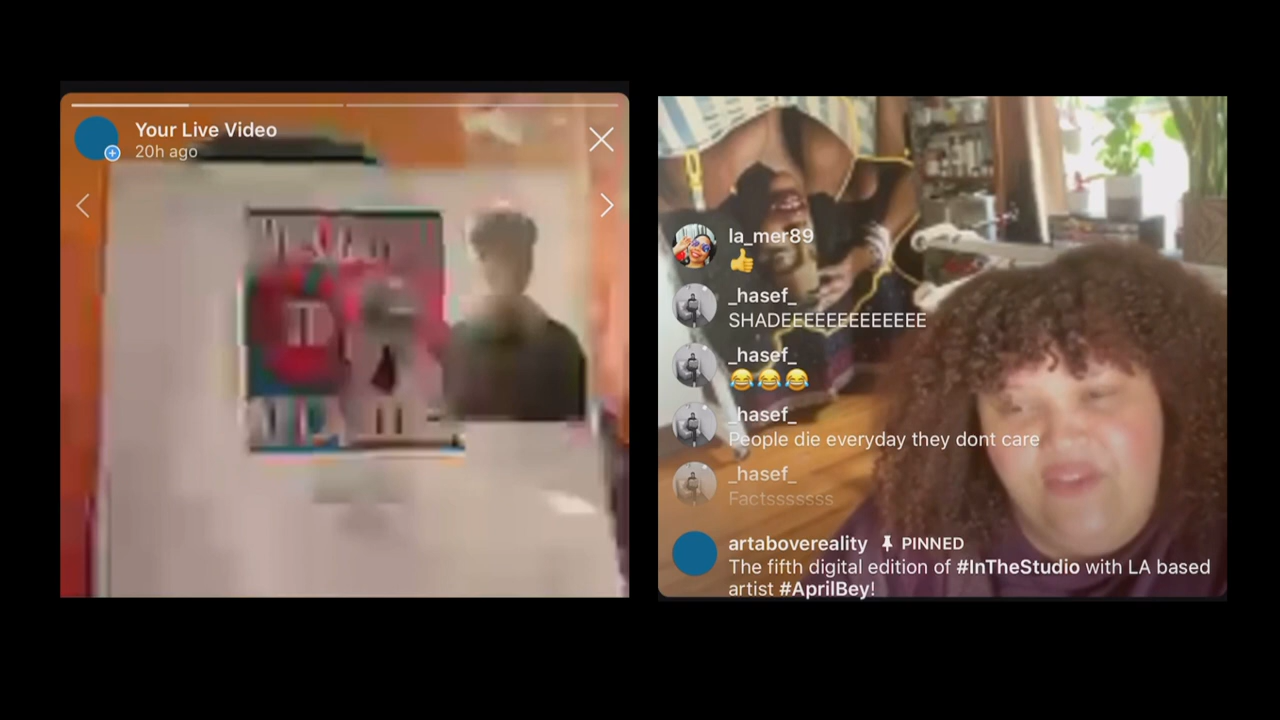 Your Live Video
20h ago
la_mer89
👍
_hasef_
SHADEEEEEEEEEEEEE
_hasef_
😂😂😂
_hasef_
People die everyday they dont care
_hasef_
Factsssssss
artabovereality 📌 PINNED
The fifth digital edition of #InTheStudio with LA based
artist #AprilBey!